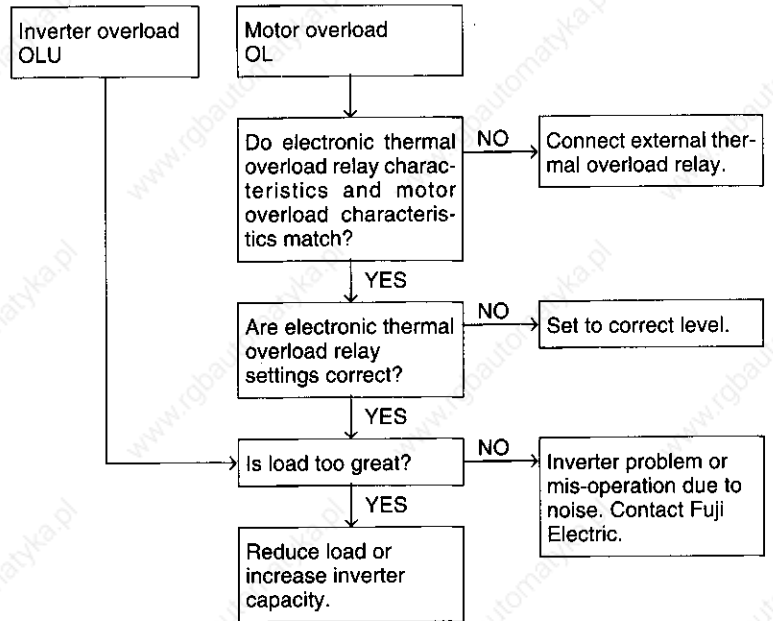 Inverter overload
OLU
Motor overload
OL
Do electronic thermal
overload relay charac-
teristics and motor
overload characteris-
tics match?
NO
Connect external ther-
mal overload relay.
YES
Are electronic thermal
overload relay
settings correct?
NO
Set to correct level.
YES
Is load too great?
NO
Inverter problem or
mis-operation due to
noise. Contact Fuji
Electric.
YES
Reduce load or
increase inverter
capacity.
www.rgbautomatyka.pl